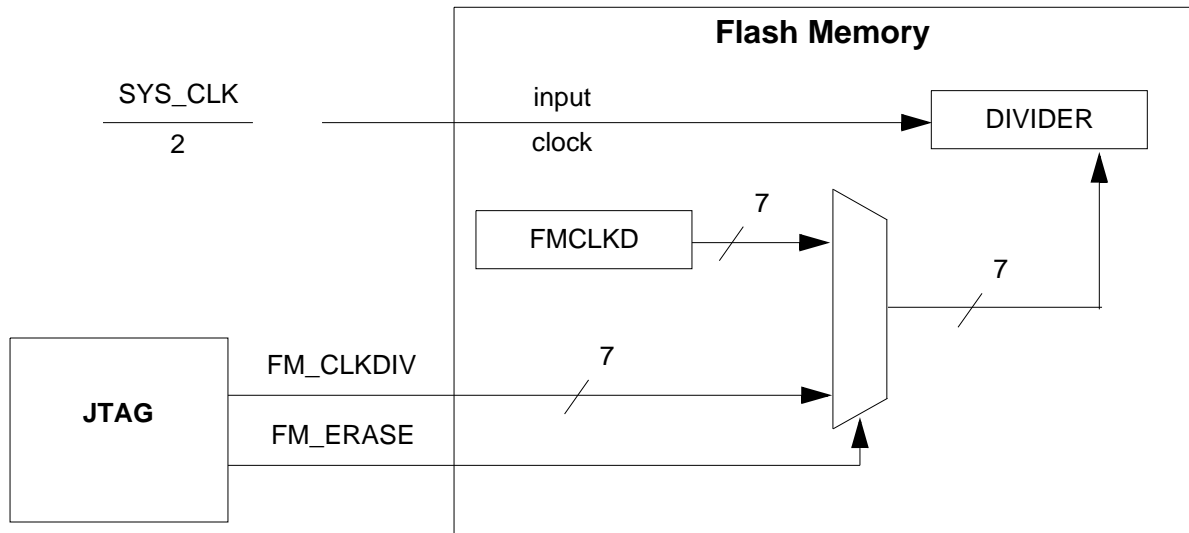 Flash Memory
SYS_CLK
2
input
clock
DIVIDER
7
FMCLKD
7
FM_CLKDIV
7
JTAG
FM_ERASE